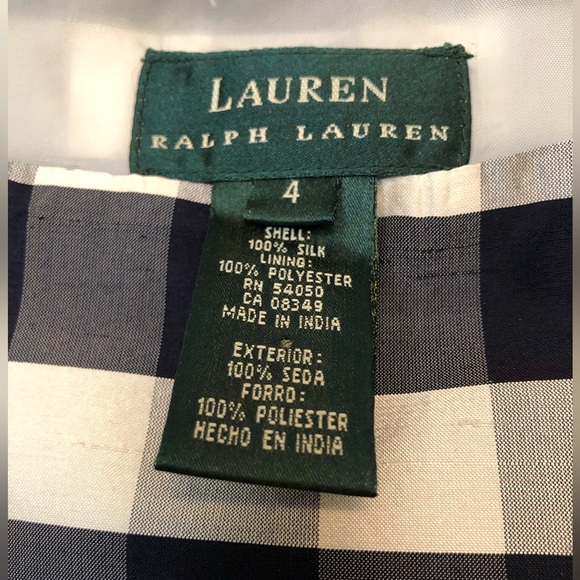 LAUREN
RALPH LAUREN
4
SHELL:
100% SILK
LINING:
100% POLYESTER
RN 54050
CA 08349
MADE IN INDIA
EXTERIOR:
100% SEDA
FORRO:
100% POLIESTER
HECHO EN INDIA